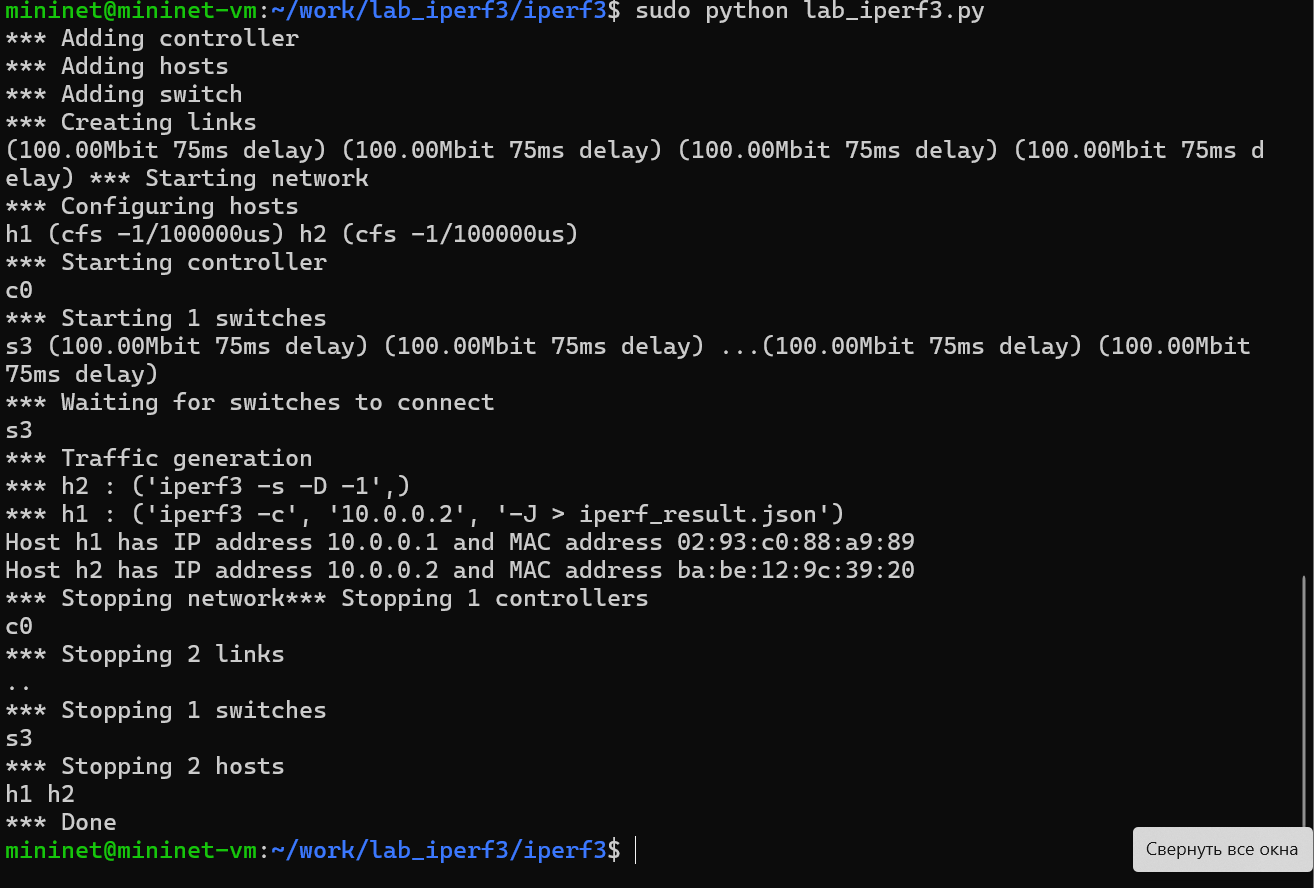 mininet@mininet-vm:~/work/lab_iperf3/iperf3$ sudo python lab_iperf3.py
*** Adding controller
*** Adding hosts
*** Adding switch
*** Creating links
(100.00Mbit 75ms delay) (100.00Mbit 75ms delay) (100.00Mbit 75ms delay) (100.00Mbit 75ms d
elay) *** Starting network
*** Configuring hosts
h1 (cfs -1/100000us) h2 (cfs -1/100000us)
*** Starting controller
c0
*** Starting 1 switches
s3 (100.00Mbit 75ms delay) (100.00Mbit 75ms delay) ...(100.00Mbit 75ms delay) (100.00Mbit
75ms delay)
*** Waiting for switches to connect
s3
*** Traffic generation
*** h2 : ('iperf3 -s -D -1',)
*** h1 : ('iperf3 -c', '10.0.0.2', '-J > iperf_result.json')
Host h1 has IP address 10.0.0.1 and MAC address 02:93:c0:88:a9:89
Host h2 has IP address 10.0.0.2 and MAC address ba:be:12:9c:39:20
*** Stopping network*** Stopping 1 controllers
c0
*** Stopping 2 links
..
*** Stopping 1 switches
s3
*** Stopping 2 hosts
h1 h2
*** Done
mininet@mininet-vm:~/work/lab_iperf3/iperf3$
Свернуть все окна